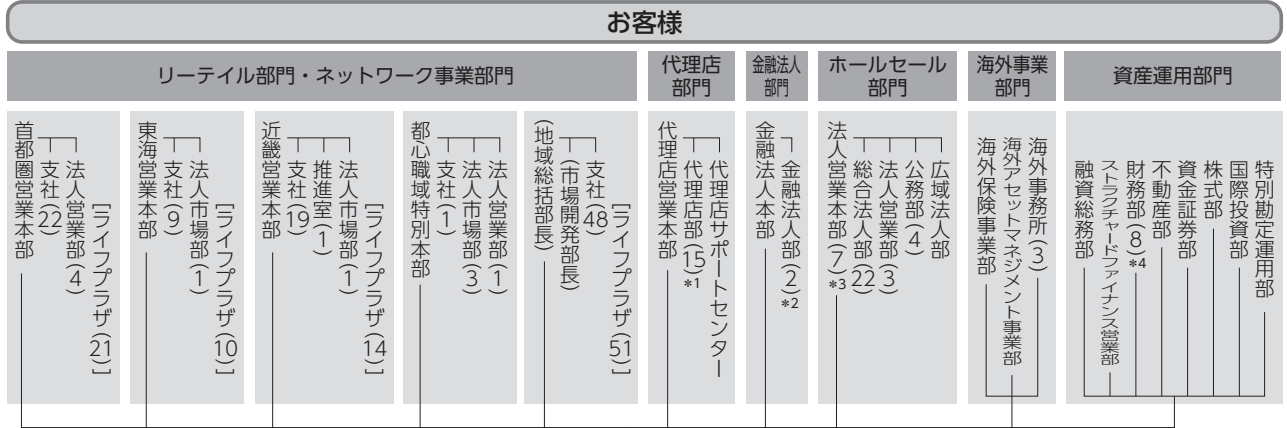 お客様
リーテイル部門・ネットワーク事業部門
代理店
部門
金融法人
部門
ホールセール
部門
海外事業
部門
資産運用部門
[ライフプラザ(21)]
法人営業部(4)
支社(22)
首都圏営業本部
[ライフプラザ(10)]
法人市場部(1)
支社(9)
東海営業本部
[ライフプラザ(14)]
法人市場部(1)
推進室(1)
支社(19)
近畿営業本部
法人営業部(1)
法人市場部(3)
支社(1)
都心職域特別本部
[ライフプラザ(51)]
支社(48)
(市場開発部長)
(地域総括部長)
代理店サポートセンター
代理店部(15)*1
代理店営業本部
金融法人部(2)*2
金融法人本部
広域法人部
公務部(4)
法人営業部(3)
総合法人部(22)
法人営業本部(7)*3
海外事務所(3)
海外アセットマネジメント事業部
海外保険事業部
特別勘定運用部
国際投資部
株式部
資金証券部
不動産部
財務部(8)*4
ストラクチャードファイナンス営業部
融資総務部